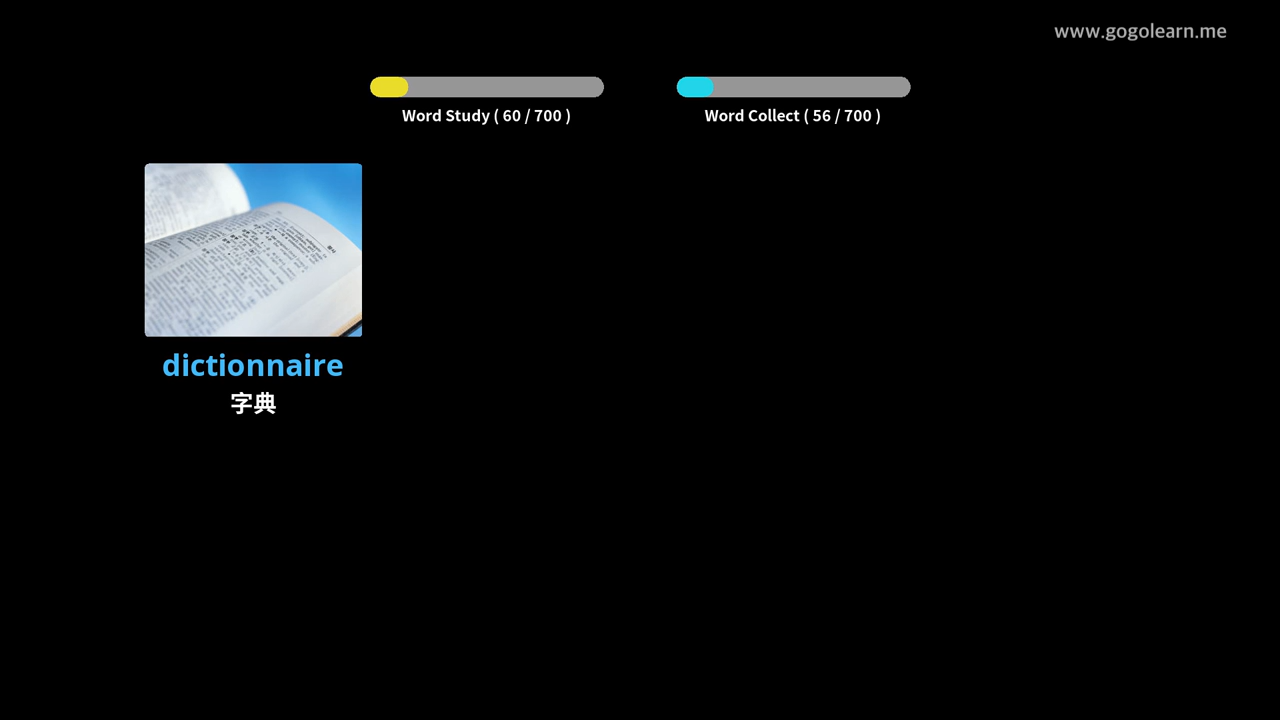 www.gogolearn.me
Word Study ( 60 / 700 )
Word Collect ( 56 / 700 )
dictionnaire
字典